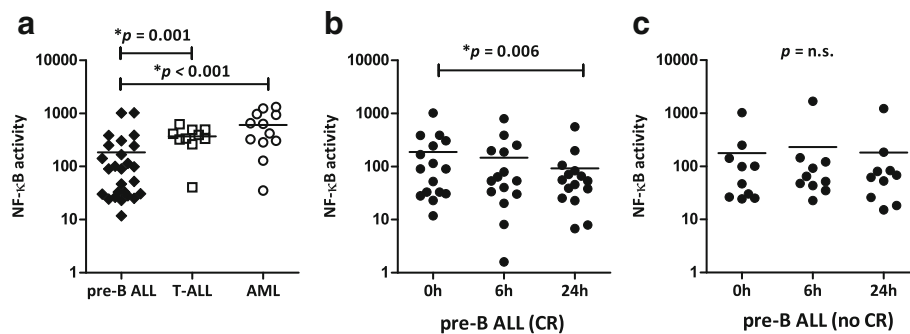 a
*p = 0.001
*p < 0.001
NF-κB activity
10000
1000
100
10
1
pre-B ALL T-ALL AML
b
*p = 0.006
NF-κB activity
10000
1000
100
10
1
0h 6h 24h
pre-B ALL (CR)
c
p = n.s.
NF-κB activity
10000
1000
100
10
1
0h 6h 24h
pre-B ALL (no CR)